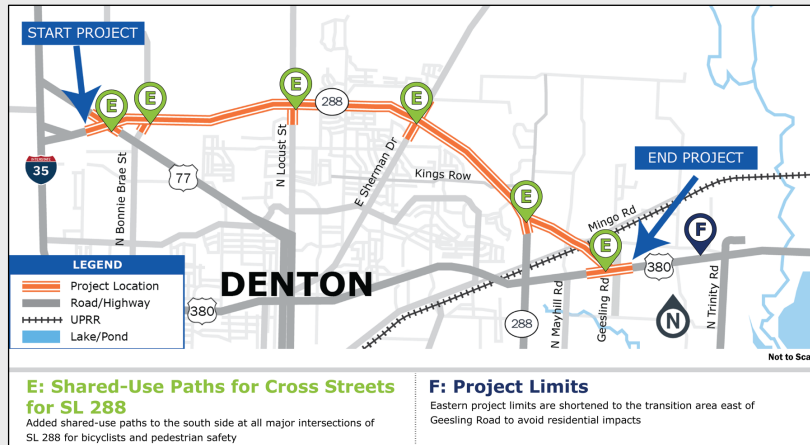 START PROJECT
E
E
E
288
E
N Locust St
E Sherman Dr
END PROJECT
INTERSTATE
35
77
N Bonnie Brae St
Kings Row
E
Mingo Rd
F
E
LEGEND
Project Location
Road/Highway
UPRR
Lake/Pond
DENTON
380
380
288
N Mayhill Rd
Geesling Rd
N
N Trinity Rd
Not to Sca
E: Shared-Use Paths for Cross Streets
for SL 288
Added shared-use paths to the south side at all major intersections of
SL 288 for bicyclists and pedestrian safety
F: Project Limits
Eastern project limits are shortened to the transition area east of
Geesling Road to avoid residential impacts